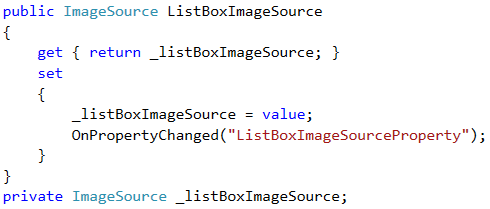 public ImageSource ListBoxImageSource
{
    get { return _listBoxImageSource; }
    set
    {
        _listBoxImageSource = value;
        OnPropertyChanged("ListBoxImageSourceProperty");
    }
}
private ImageSource _listBoxImageSource;